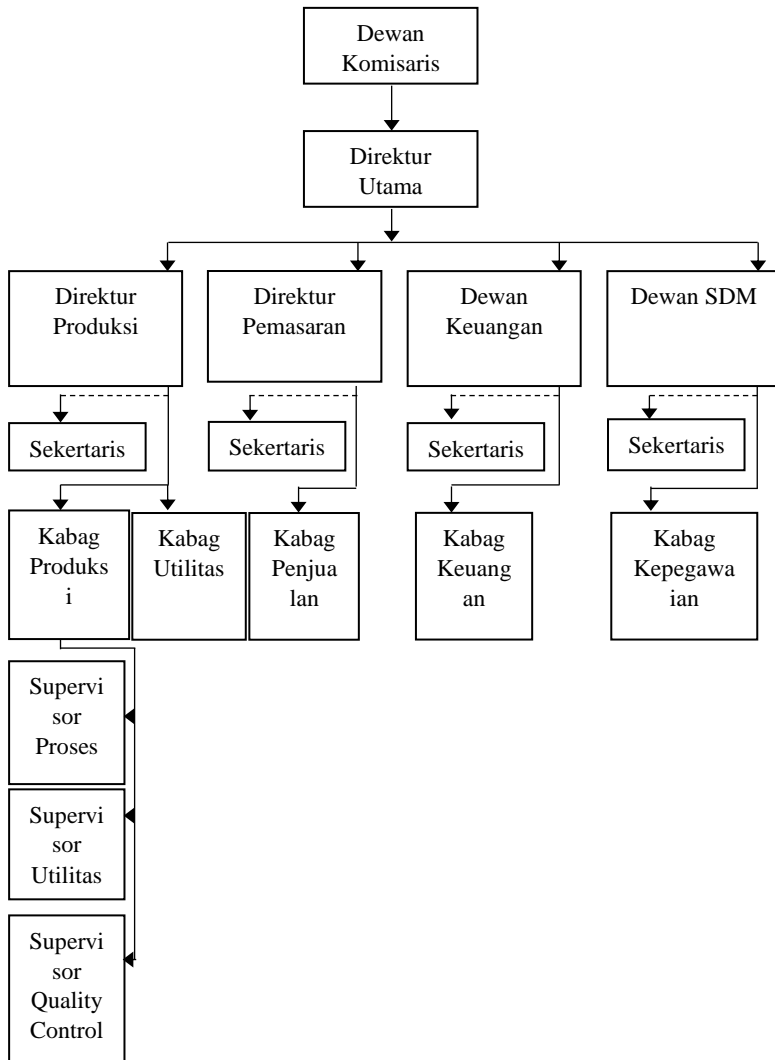 Dewan
Komisaris
Direktur
Utama
Direktur
Produksi
Direktur
Pemasaran
Dewan
Keuangan
Dewan SDM
Sekertaris
Sekertaris
Sekertaris
Sekertaris
Kabag
Produks
i
Kabag
Utilitas
Kabag
Penjua
lan
Kabag
Keuang
an
Kabag
Kepegawa
ian
Supervi
sor
Proses
Supervi
sor
Utilitas
Supervi
sor
Quality
Control